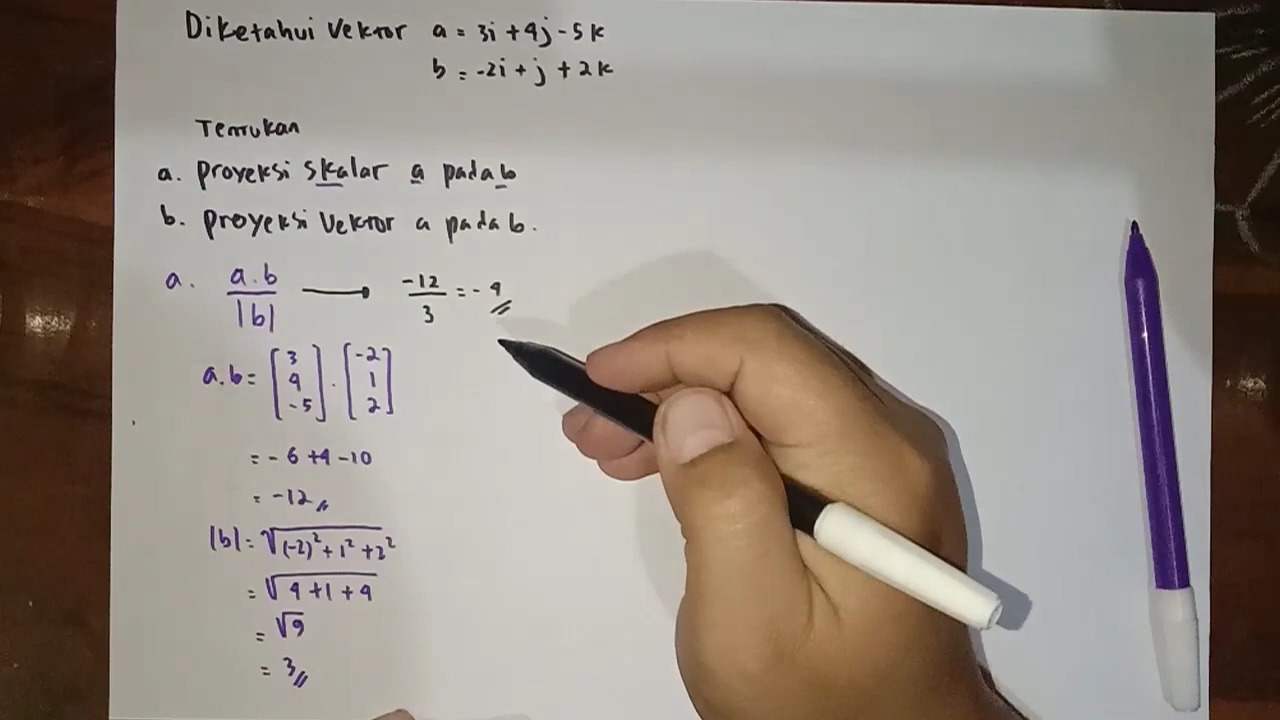 Diketahui Vektor a = 3i + 4j - 5k
b = -2i + j + 2k
Temukan
a. Proyeksi skalar a pada b
b. Proyeksi Vektor a pada b.
a. a.b / |b| → -12 / 3 = -4 //
a.b = [3 4 -5] . [-2 1 2]
= -6 +4 -10
= -12 //
|b| = √(-2)² + 1² + 2²
= √4 + 1 + 4
= √9
= 3 //